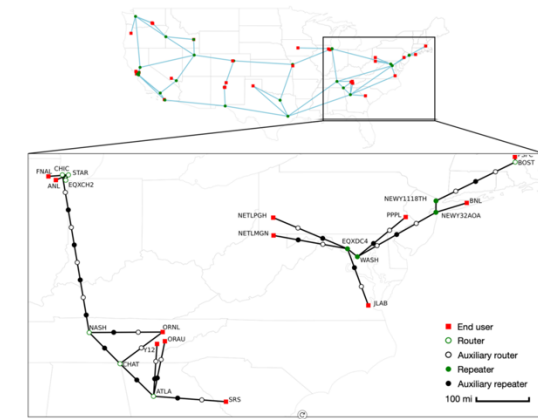 FNAL CHIC STAR
ANL EQXCH2
BOST
NEWY1118TH
BNL
NETLPGH
PPPL
NEWY32AOA
NETLMGN
EQXDC4
WASH
JLAB
NASH
ORNL
Y12 ORAU
CHAT
ATLA
SRS
End user
Router
Auxiliary router
Repeater
Auxiliary repeater
100 mi